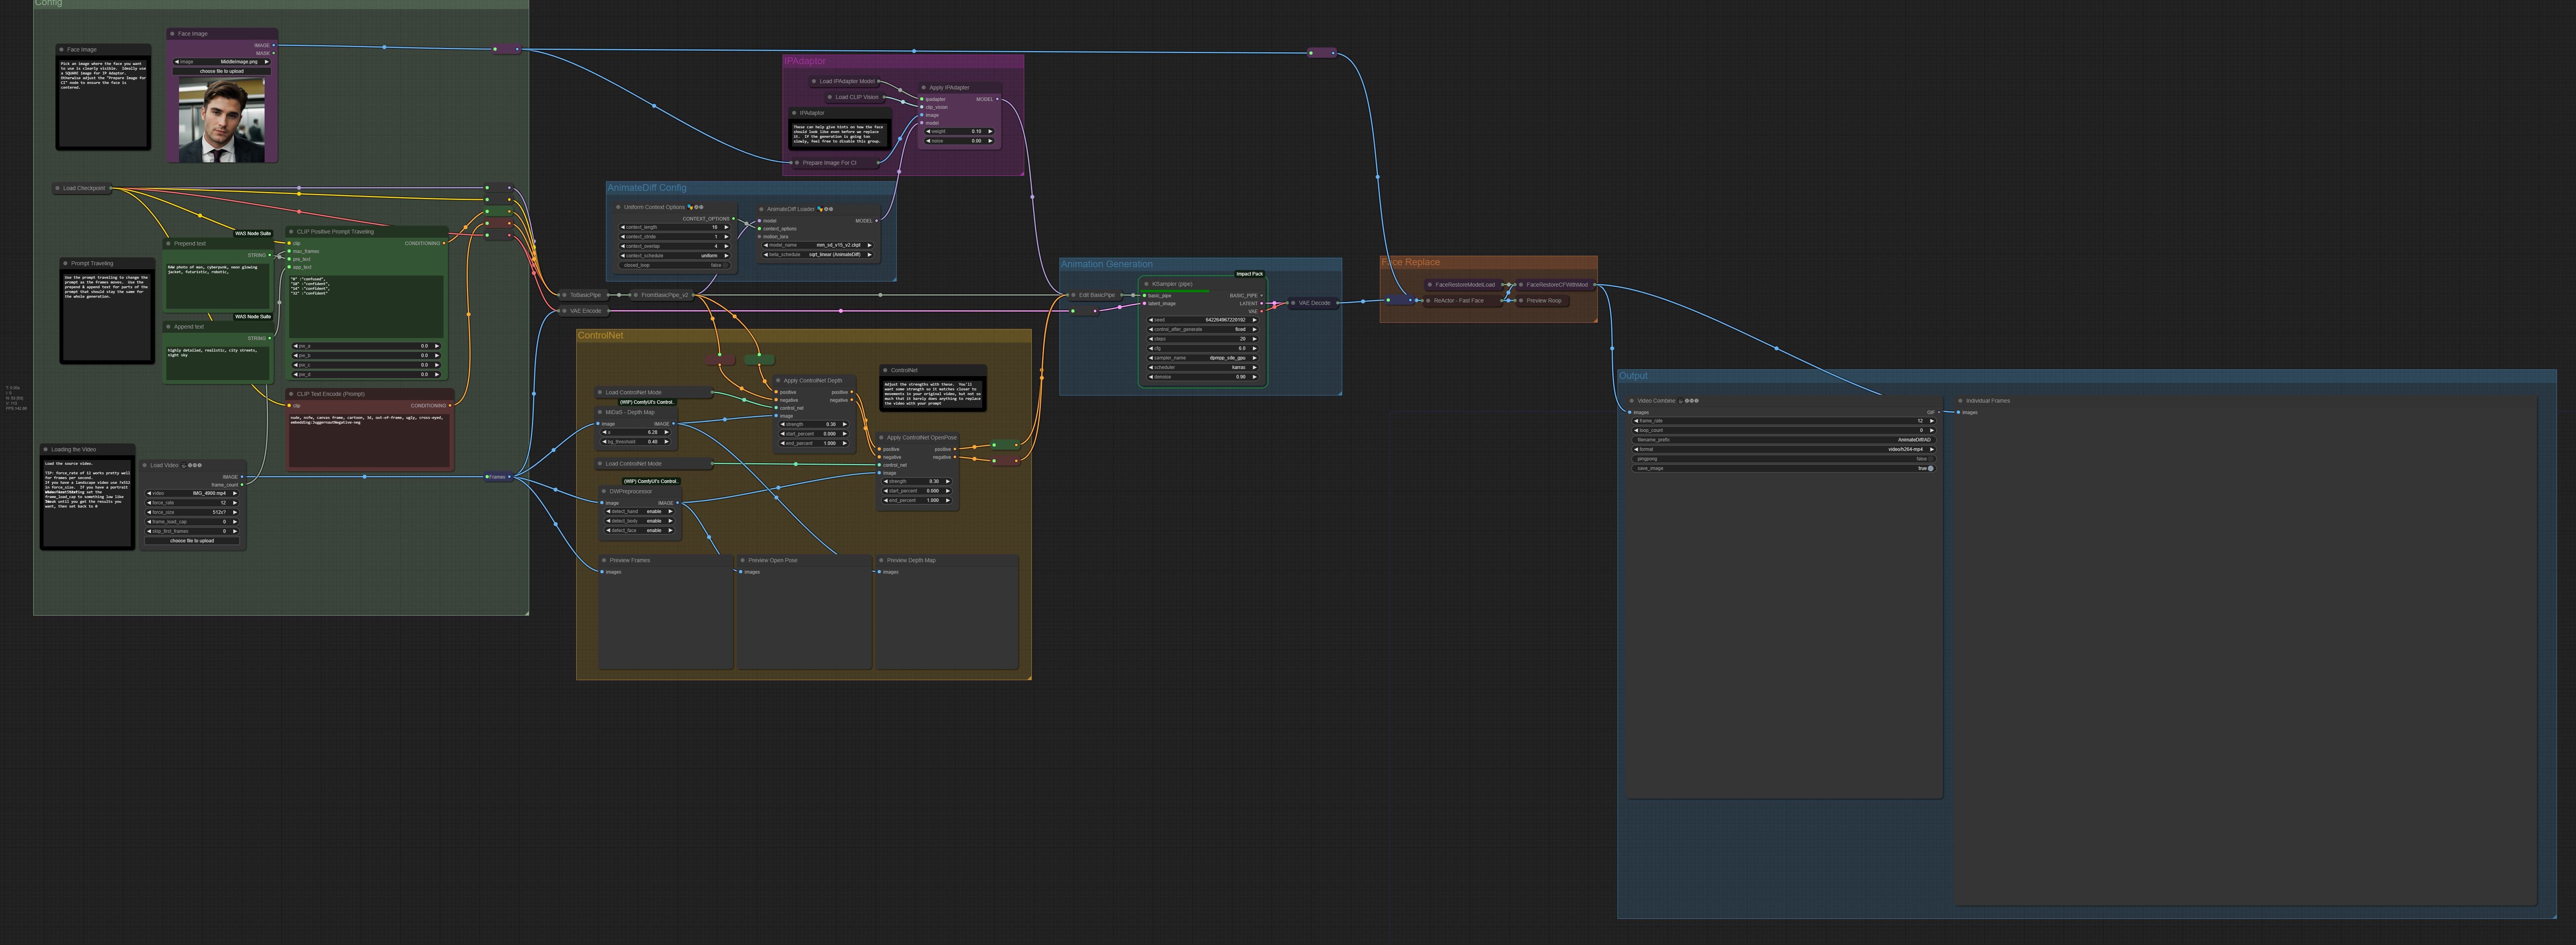 Config
Face Image
Pick an image where the face you want
to use is clearly visible.  Ideally use
a SQUARE image for IP Adaptor.
Otherwise adjust the "Prepare Image for
CI" node to ensure the face is
centered.
Face Image
IMAGE
MASK
image MiddleImage.png
choose file to upload
Load Checkpoint
WAS Node Suite
Prepend text
STRING
RAW photo of man, cyberpunk, neon glowing
jacket, futuristic, robotic,
WAS Node Suite
Append text
STRING
highly detailed, realistic, city streets,
night sky
CLIP Positive Prompt Traveling
clip
CONDITIONING
max_frames
pre_text
app_text
"0" :"confused",
:"confident",
:"confident",
:"confident"
pw_a 0.0
pw_b 0.0
pw_c 0.0
pw_d 0.0
Prompt Traveling
Use the prompt traveling to change the
prompt as the frames moves.  Use the
prepend & append text for parts of the
prompt that should stay the same for
the whole generation.
CLIP Text Encode (Prompt)
clip
CONDITIONING
nude, nsfw, canvas frame, cartoon, 3d, out-of-frame, ugly, cross-eyed,
embedding:JuggernautNegative-neg
Loading the Video
Load the source video.
TIP: force_rate of 12 works pretty well
for frames per second.
If you have a landscape video use
in force_size.  If you have a portrait
set the
frame_load_cap to something low like
until you get the results you
want, then set back to 0
Load Video
IMAGE
frame_count
video IMG_4900.mp4
force_rate 12
force_size 512x?
frame_load_cap 0
skip_first_frames 0
choose file to upload
Frames
IPAdaptor
Load IPAdapter Model
Load CLIP Vision
IPAdaptor
These can help give hints on how the face
should look like even before we replace
it.  If the generation is going too
slowly, feel free to disable this group.
Prepare Image For Cl
Apply IPAdapter
ipadapter
MODEL
clip_vision
image
model
weight 0.10
noise 0.00
AnimateDiff Config
Uniform Context Options
CONTEXT_OPTIONS
context_length 16
context_stride 1
context_overlap 4
context_schedule uniform
closed_loop false
AnimateDiff Loader
model
MODEL
context_options
motion_lora
model_name mm_sd_v15_v2.ckpt
beta_schedule sqrt_linear (AnimateDiff)
ToBasicPipe
FromBasicPipe_v2
VAE Encode
ControlNet
Load ControlNet Mode
(WIP) ComfyUI's Control.
MiDaS - Depth Map
image
IMAGE
a 6.28
bg_threshold 0.40
Load ControlNet Mode
(WIP) ComfyUI's Control.
DWPreprocessor
image
IMAGE
detect_hand enable
detect_body enable
detect_face enable
Apply ControlNet Depth
positive positive
negative negative
control_net
image
strength 0.30
start_percent 0.000
end_percent 1.000
ControlNet
Adjust the strengths with these.  You'll
want some strength so it matches closer to
movements in your original video, but not so
much that it barely does anything to replace
the video with your prompt
Apply ControlNet OpenPose
positive positive
negative negative
control_net
image
strength 0.30
start_percent 0.000
end_percent 1.000
Preview Frames
images
Preview Open Pose
images
Preview Depth Map
images
Animation Generation
Edit BasicPipe
Impact Pack
KSampler (pipe)
basic_pipe
BASIC_PIPE
latent_image
LATENT
VAE
seed 642264967220192
control_after_generate fixed
steps 20
cfg 6.0
sampler_name dpmpp_sde_gpu
scheduler karras
denoise 0.90
VAE Decode
Face Replace
FaceRestoreModelLoad
FaceRestoreCFWithMod
ReActor - Fast Face
Preview Roop
Output
Video Combine
images
GIF
frame_rate 12
loop_count 0
filename_prefix AnimateDiff/AD
format video/h264-mp4
pingpong false
save_image true
Individual Frames
images